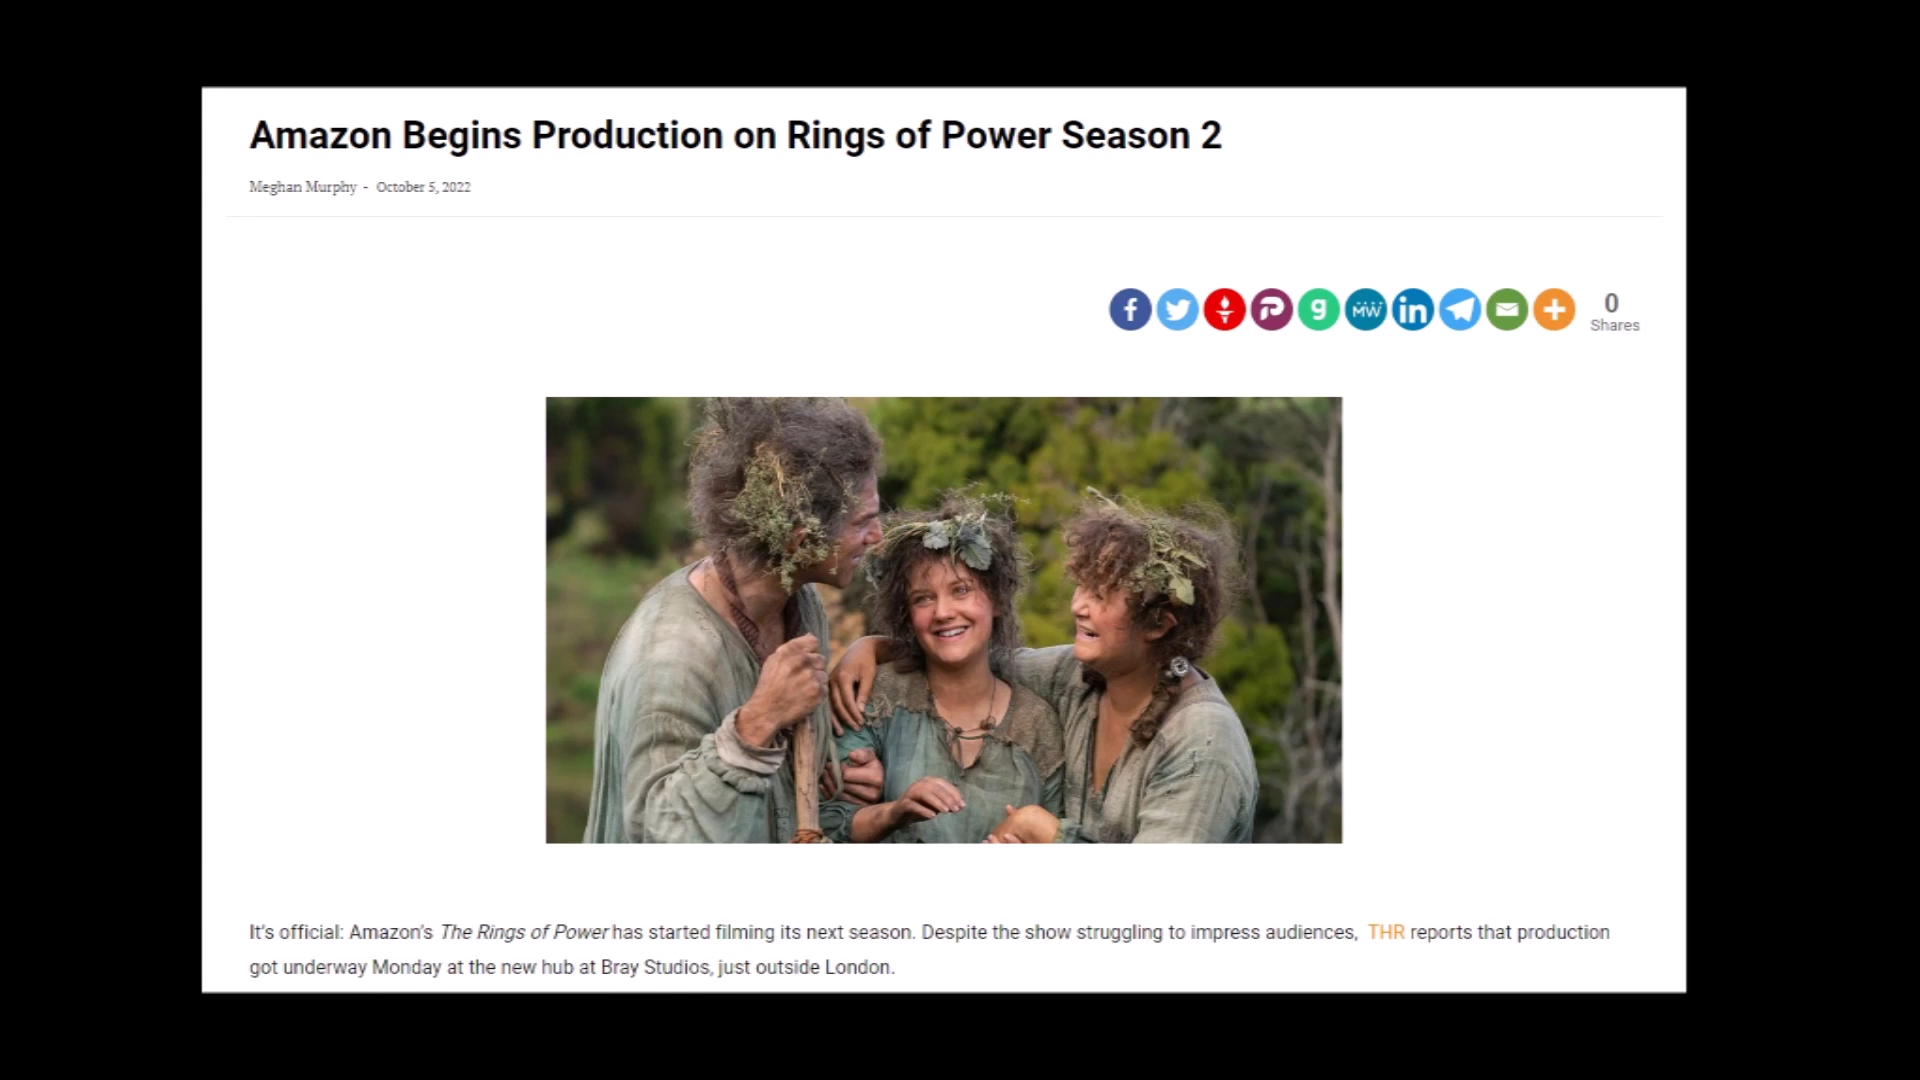 Amazon Begins Production on Rings of Power Season 2
Meghan Murphy - October 5, 2022
f P g MW in
0
Shares
It's official: Amazon's The Rings of Power has started filming its next season. Despite the show struggling to impress audiences, THR reports that production
got underway Monday at the new hub at Bray Studios, just outside London.